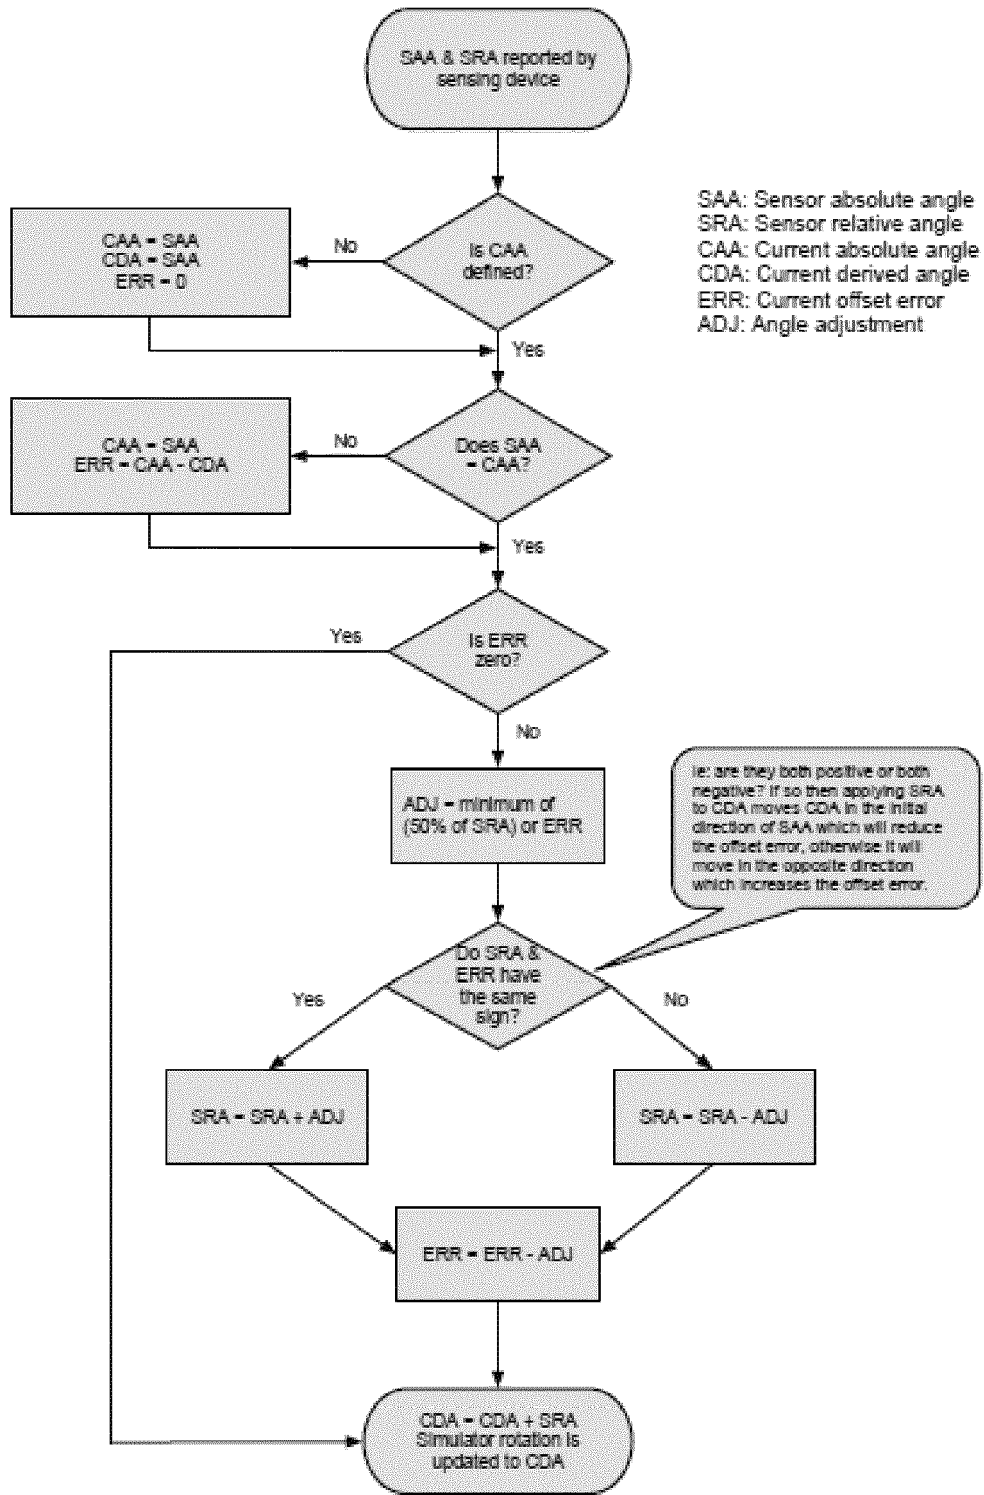 SAA & SRA reported by
sensing device
SAA: Sensor absolute angle
SRA: Sensor relative angle
CAA: Current absolute angle
CDA: Current derived angle
ERR: Current offset error
ADJ: Angle adjustment
Is CAA
defined?
No
CAA = SAA
CDA = SAA
ERR = 0
Yes
Does SAA
= CAA?
No
CAA = SAA
ERR = CAA - CDA
Yes
Is ERR
zero?
Yes
No
ADJ = minimum of
(50% of SRA) or ERR
ie: are they both positive or both
negative? If so then applying SRA
to CDA moves CDA in the initial
direction of SAA which will reduce
the offset error, otherwise it will
move in the opposite direction
which increases the offset error.
Do SRA &
ERR have
the same
sign?
Yes
No
SRA = SRA + ADJ
SRA = SRA - ADJ
ERR = ERR - ADJ
CDA = CDA + SRA
Simulator rotation is
updated to CDA